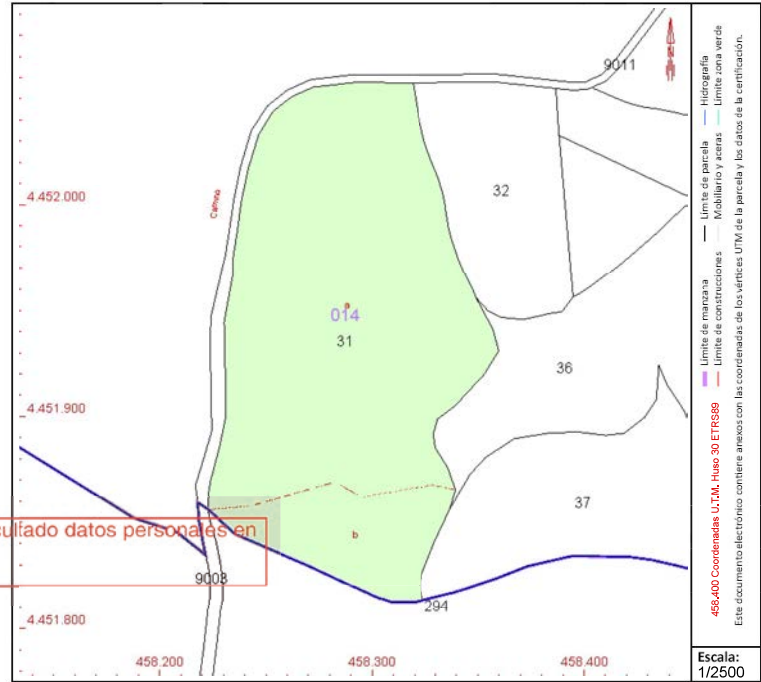 9011
N
32
4.452.000
Camino
a
014
31
36
4.451.900
37
cultado datos personales en
b
9008
294
4.451.800
458.200
458.300
458.400
Límite de manzana
Límite de parcela
Hidrografía
Límite de construcciones
Mobiliario y aceras
Límite zona verde
458.400 Coordenadas U.T.M. Huso 30 ETRS89
Este documento electrónico contiene anexos con las coordenadas de los vértices UTM de la parcela y los datos de la certificación.
Escala:
1/2500